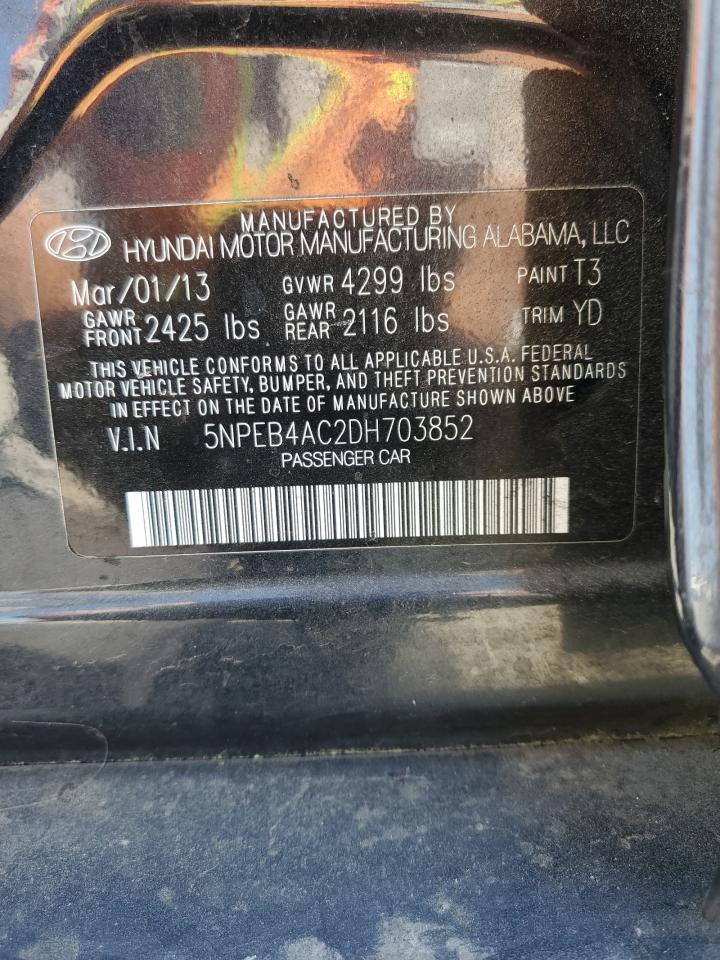 MANUFACTURED BY
HYUNDAI MOTOR MANUFACTURING ALABAMA, LLC
Mar/01/13 GVWR 4299 lbs PAINT T3
GAWR FRONT 2425 lbs GAWR REAR 2116 lbs TRIM YD
THIS VEHICLE CONFORMS TO ALL APPLICABLE U.S.A. FEDERAL
MOTOR VEHICLE SAFETY, BUMPER, AND THEFT PREVENTION STANDARDS
IN EFFECT ON THE DATE OF MANUFACTURE SHOWN ABOVE
V.I.N 5NPEB4AC2DH703852
PASSENGER CAR